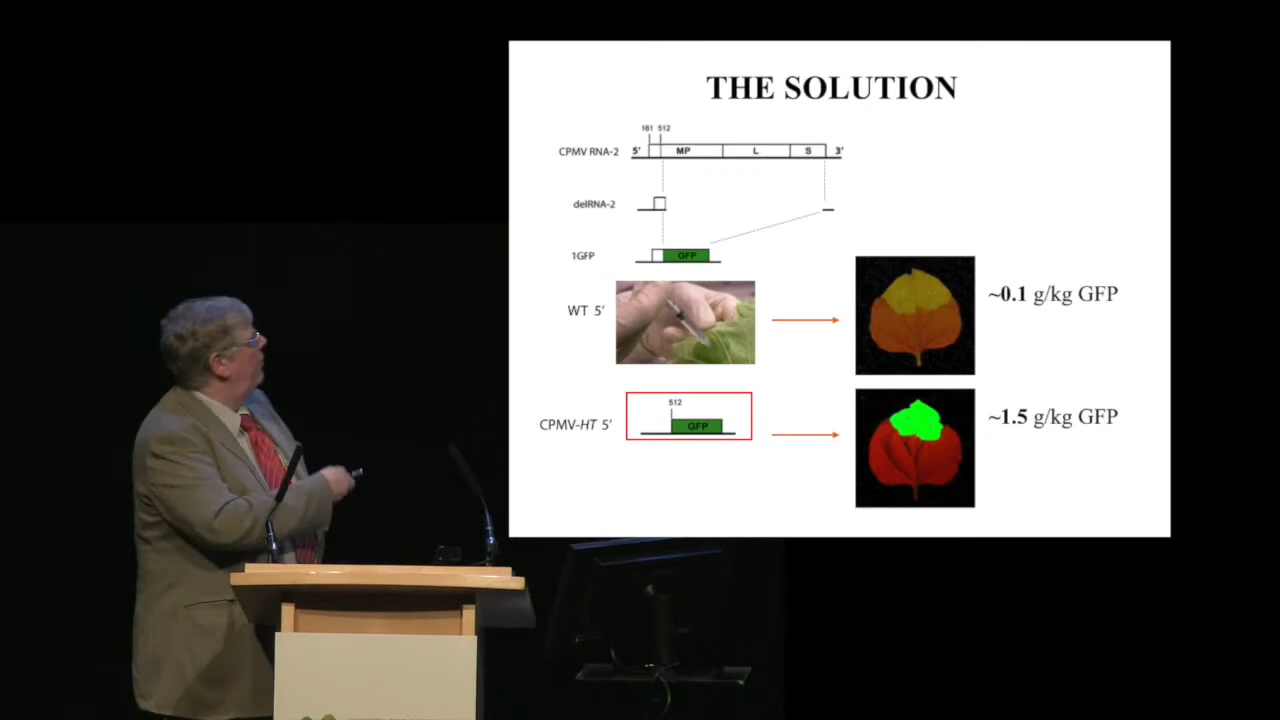 THE SOLUTION
161 512
CPMV RNA-2 5' MP L S 3'
delRNA-2
1GFP GFP
WT 5'
~0.1 g/kg GFP
512
CPMV-HT 5' GFP
~1.5 g/kg GFP